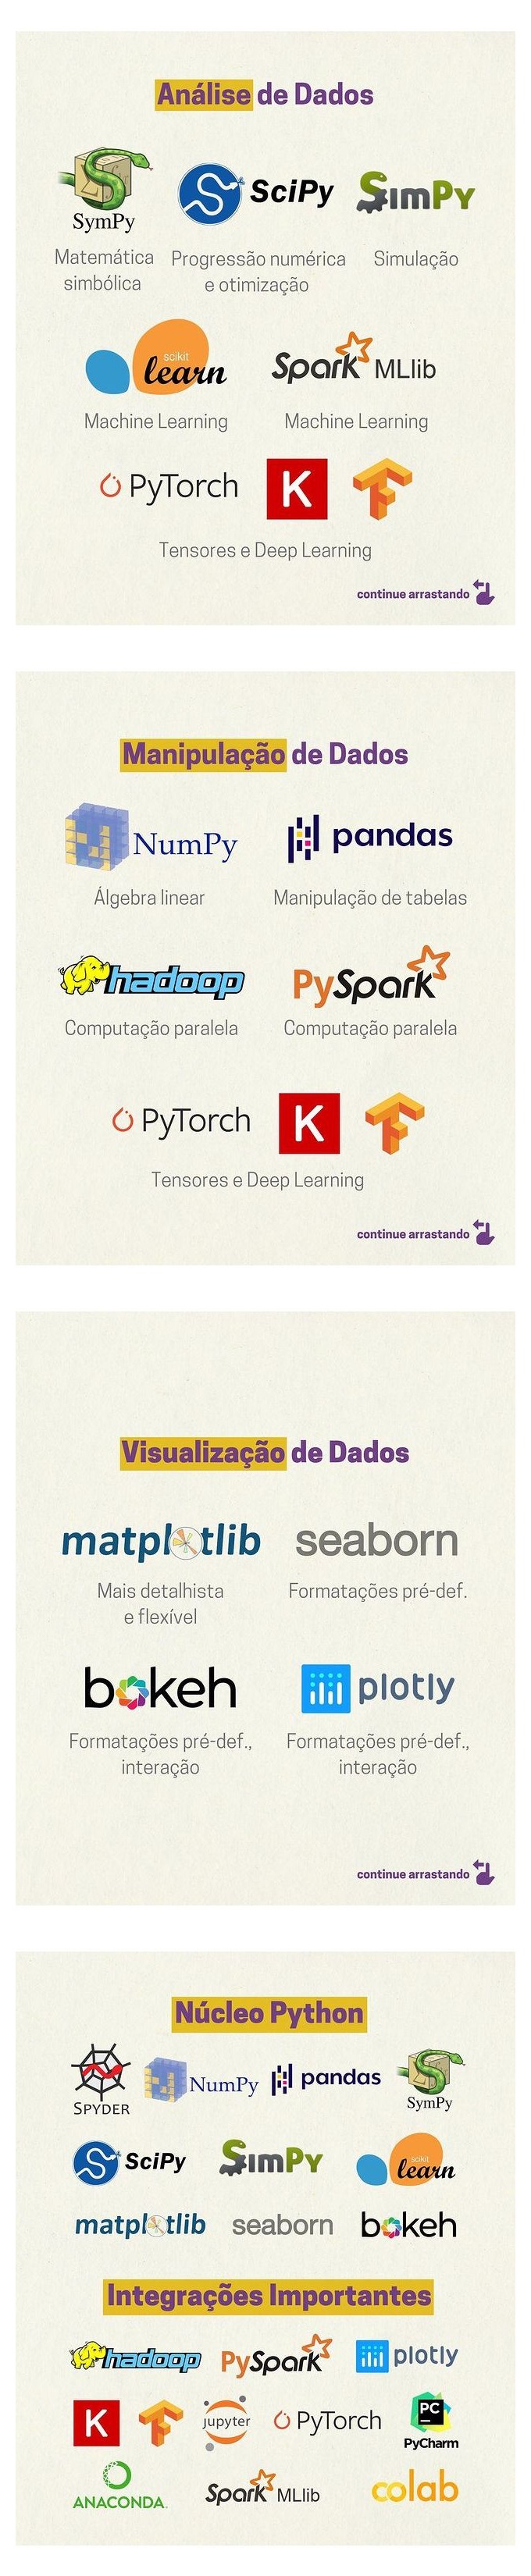 Análise de Dados
SymPy
SciPy
SimPy
Matemática
simbólica
Progressão numérica
e otimização
Simulação
scikit
learn
Spark MLlib
Machine Learning
Machine Learning
PyTorch
K
Tensores e Deep Learning
continue arrastando
Manipulação de Dados
NumPy
pandas
Álgebra linear
Manipulação de tabelas
hadoop
PySpark
Computação paralela
Computação paralela
PyTorch
K
Tensores e Deep Learning
continue arrastando
Visualização de Dados
matplotlib
seaborn
Mais detalhista
e flexível
Formatações pré-def.
bokeh
plotly
Formatações pré-def.,
interação
Formatações pré-def.,
interação
continue arrastando
Núcleo Python
SPYDER
NumPy
pandas
SymPy
SciPy
SimPy
scikit
learn
matplotlib
seaborn
bokeh
Integrações Importantes
hadoop
PySpark
plotly
K
jupyter
PyTorch
PC
PyCharm
ANACONDA.
Spark MLlib
colab